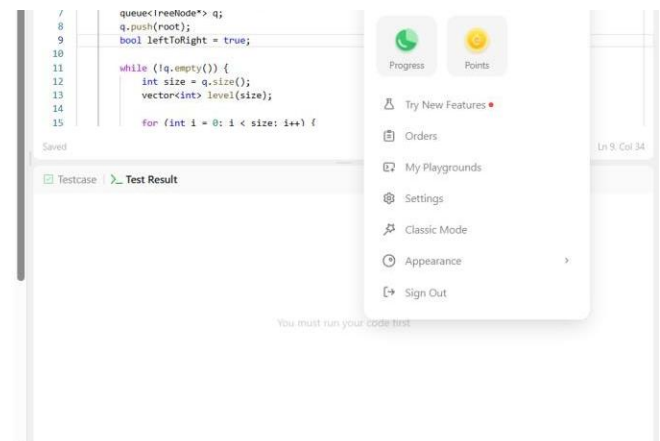 7 queue<TreeNode*> q;
8 q.push(root);
9 bool leftToRight = true;
10
11 while (!q.empty()) {
12 int size = q.size();
13 vector<int> level(size);
14
15 for (int i = 0; i < size; i++) {
Saved
Ln 9, Col 34
Progress Points
Try New Features
Orders
My Playgrounds
Settings
Classic Mode
Appearance
Sign Out
Testcase | >_ Test Result
You must run your code first